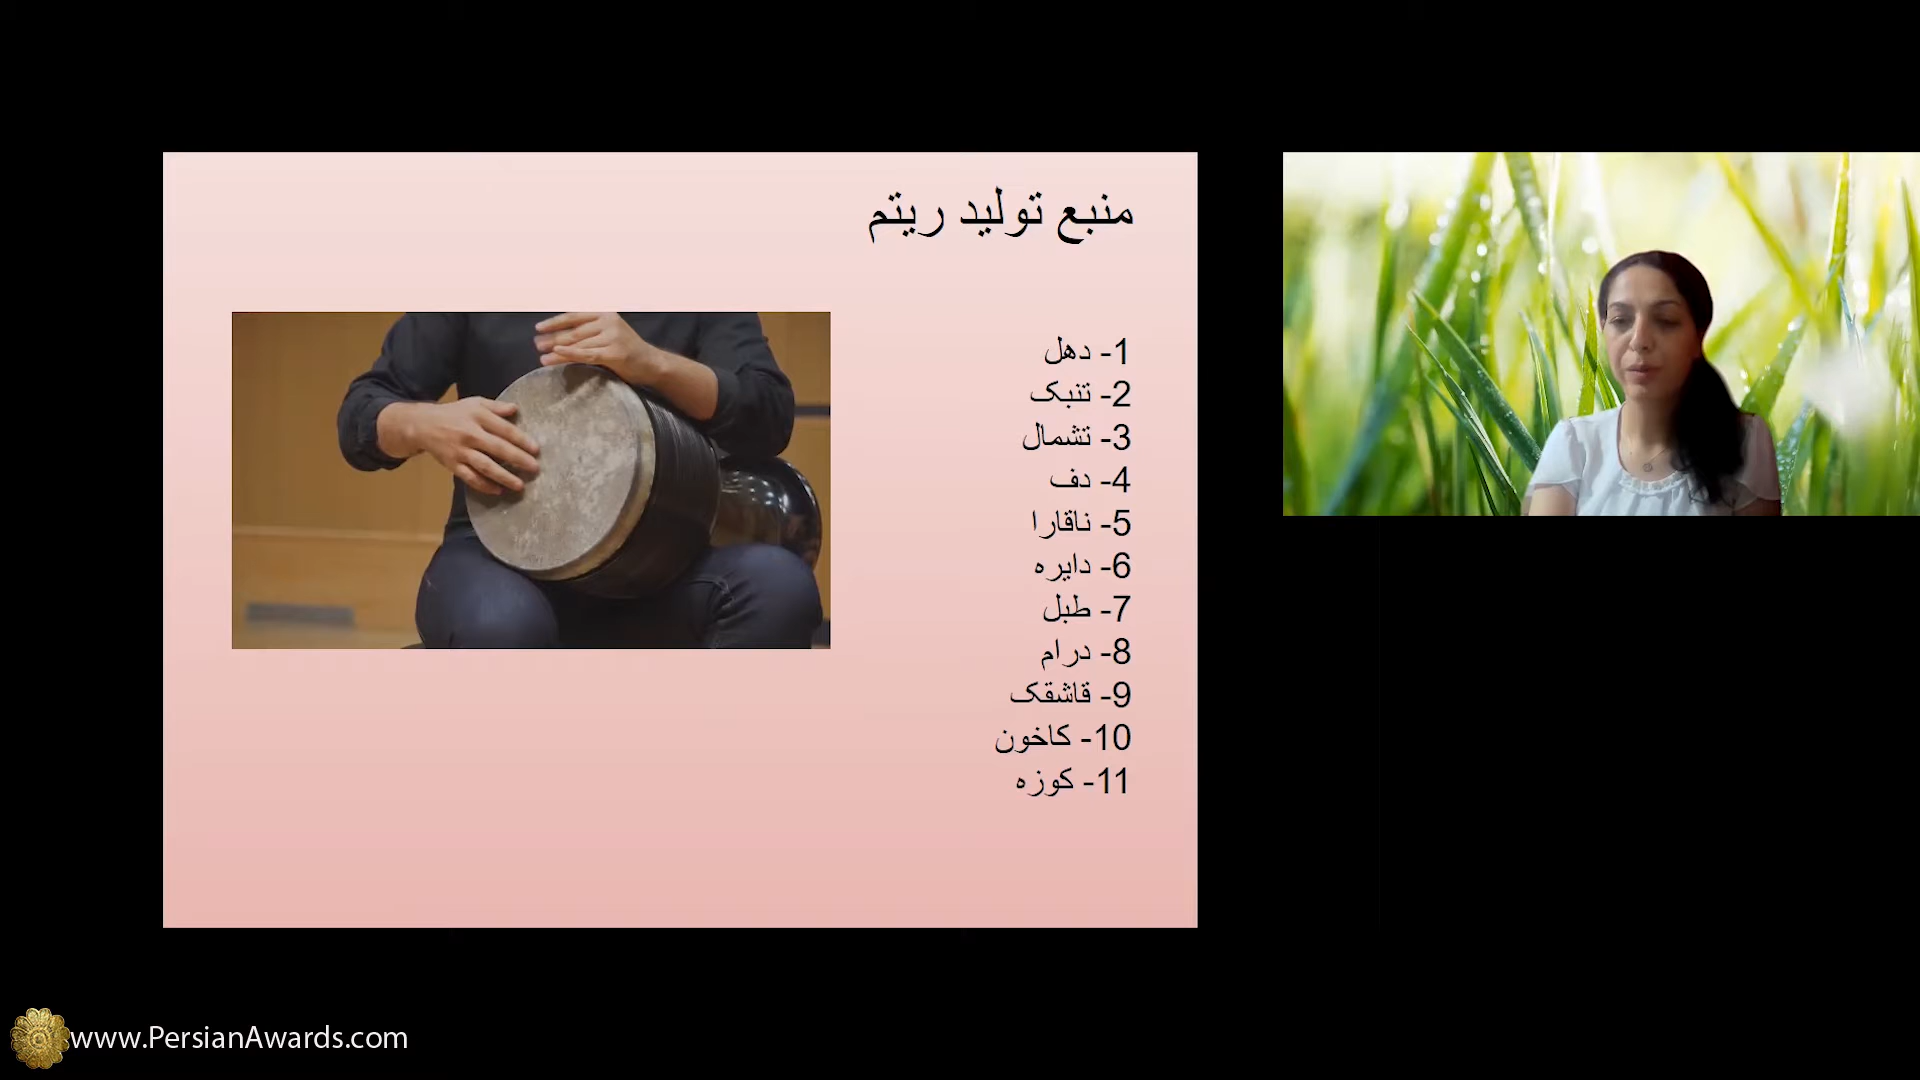 منبع تولید ریتم
1- دهل
2- تنبک
3- تشمال
4- دف
5- ناقارا
6- دایره
7- طبل
8- درام
9- قاشقک
10- کاخون
11- کوزه
www.PersianAwards.com